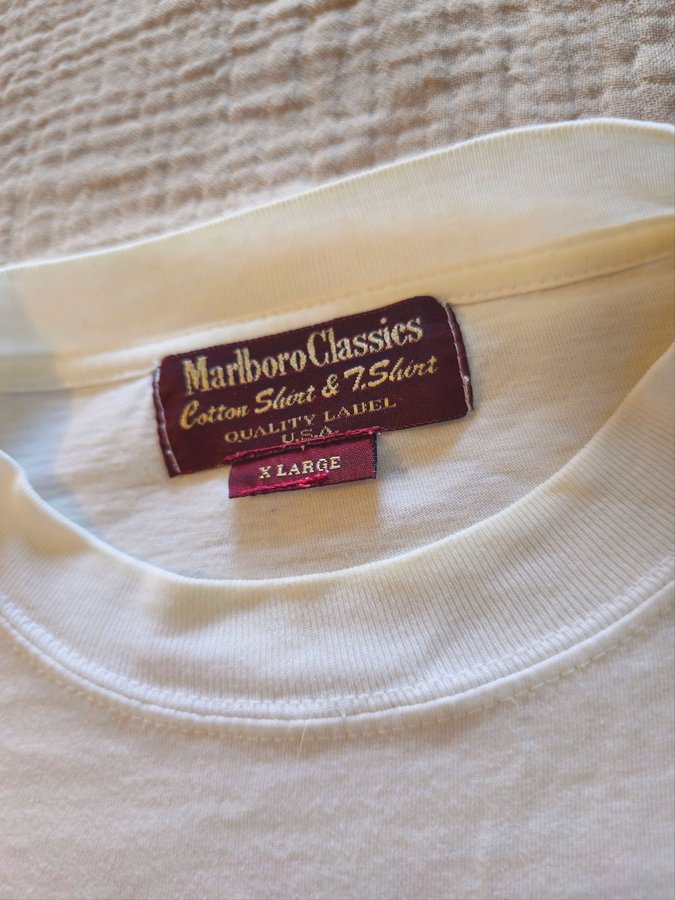 Marlboro Classics
Cotton Shirt & T.Shirt
QUALITY LABEL
U.S.A.
X LARGE